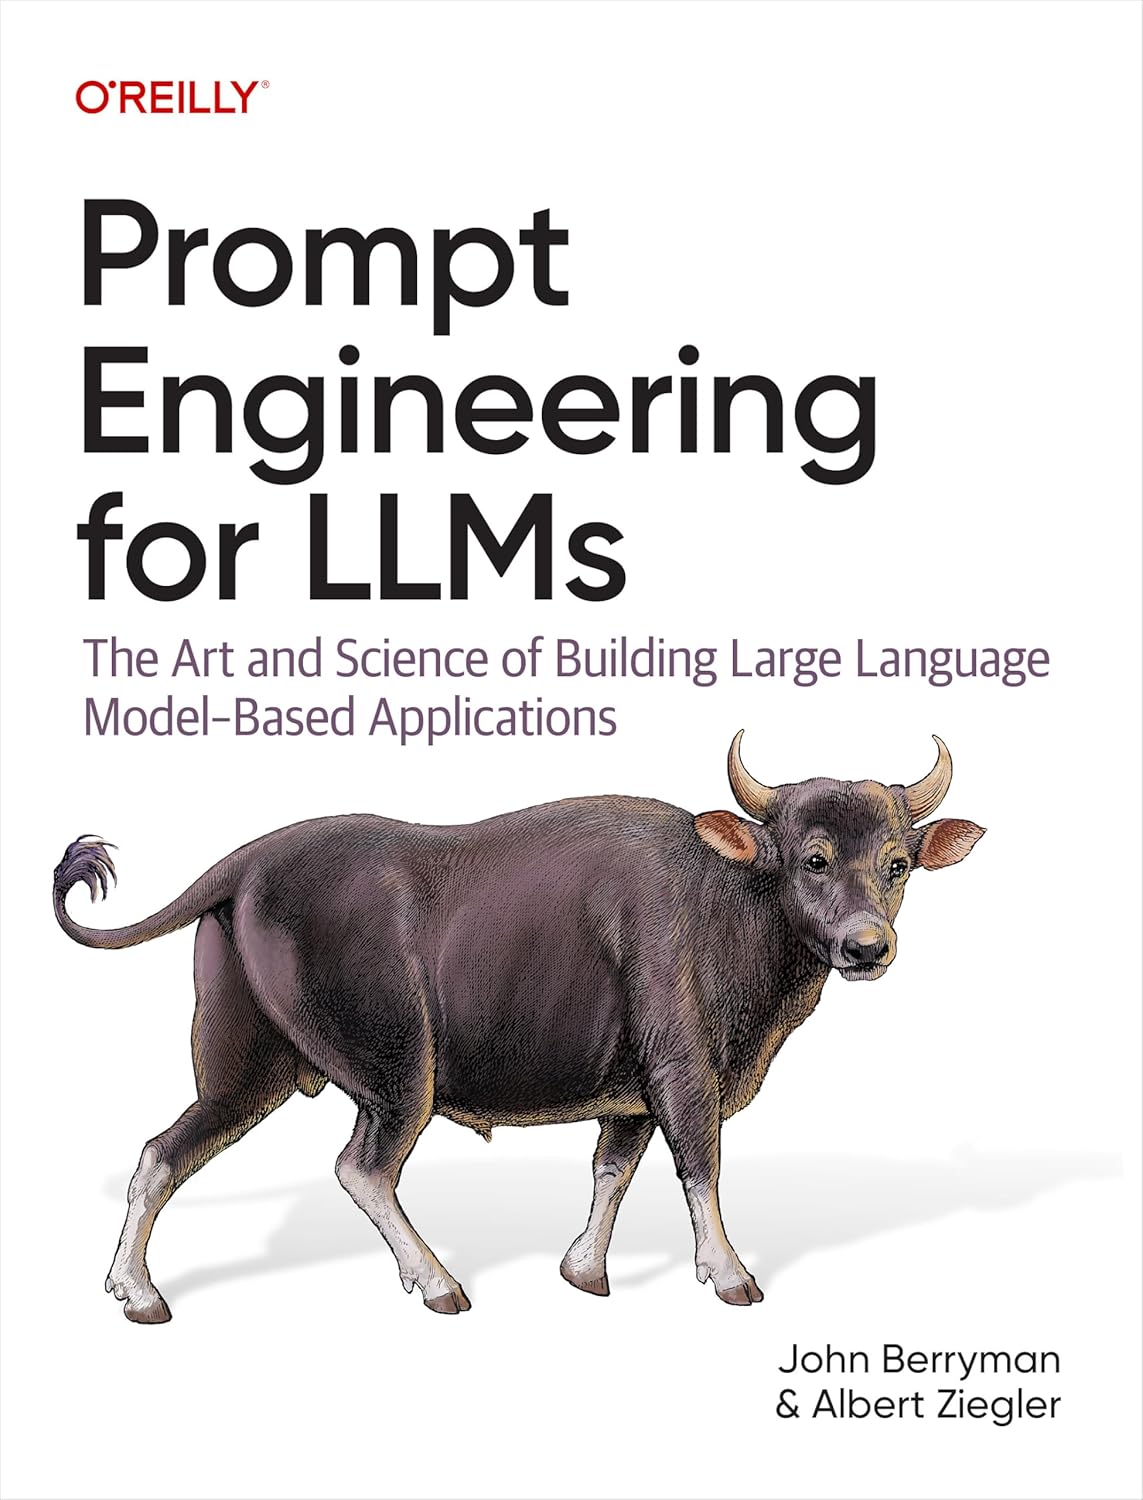 O'REILLY®
Prompt
Engineering
for LLMs
The Art and Science of Building Large Language
Model-Based Applications
John Berryman
& Albert Ziegler